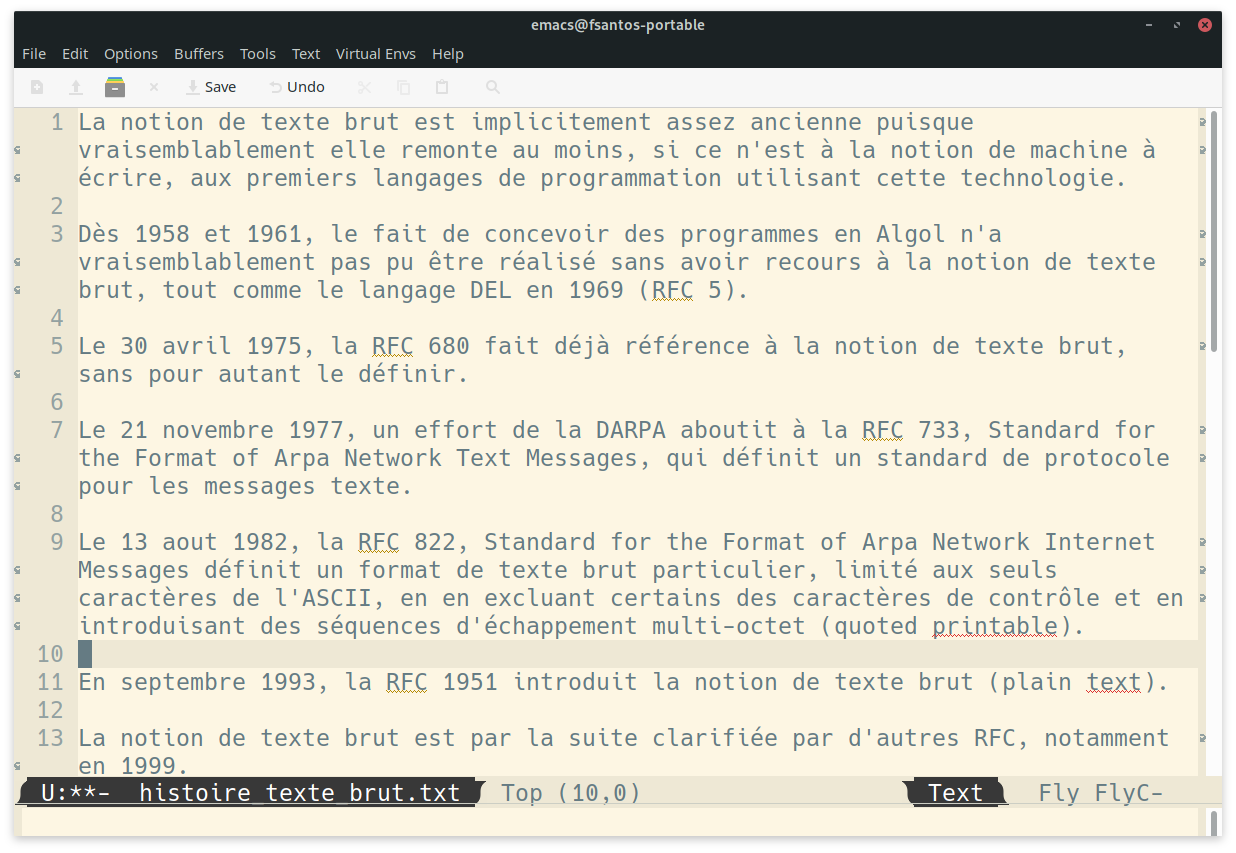 emacs@fsantos-portable
File Edit Options Buffers Tools Text Virtual Envs Help
Save Undo
1 La notion de texte brut est implicitement assez ancienne puisque
vraisemblablement elle remonte au moins, si ce n'est à la notion de machine à
écrire, aux premiers langages de programmation utilisant cette technologie.
2
3 Dès 1958 et 1961, le fait de concevoir des programmes en Algol n'a
vraisemblablement pas pu être réalisé sans avoir recours à la notion de texte
brut, tout comme le langage DEL en 1969 (RFC 5).
4
5 Le 30 avril 1975, la RFC 680 fait déjà référence à la notion de texte brut,
sans pour autant le définir.
6
7 Le 21 novembre 1977, un effort de la DARPA aboutit à la RFC 733, Standard for
the Format of Arpa Network Text Messages, qui définit un standard de protocole
pour les messages texte.
8
9 Le 13 aout 1982, la RFC 822, Standard for the Format of Arpa Network Internet
Messages définit un format de texte brut particulier, limité aux seuls
caractères de l'ASCII, en en excluant certains des caractères de contrôle et en
introduisant des séquences d'échappement multi-octet (quoted printable).
10
11 En septembre 1993, la RFC 1951 introduit la notion de texte brut (plain text).
12
13 La notion de texte brut est par la suite clarifiée par d'autres RFC, notamment
en 1999.
U:**- histoire_texte_brut.txt Top (10,0) Text Fly FlyC-